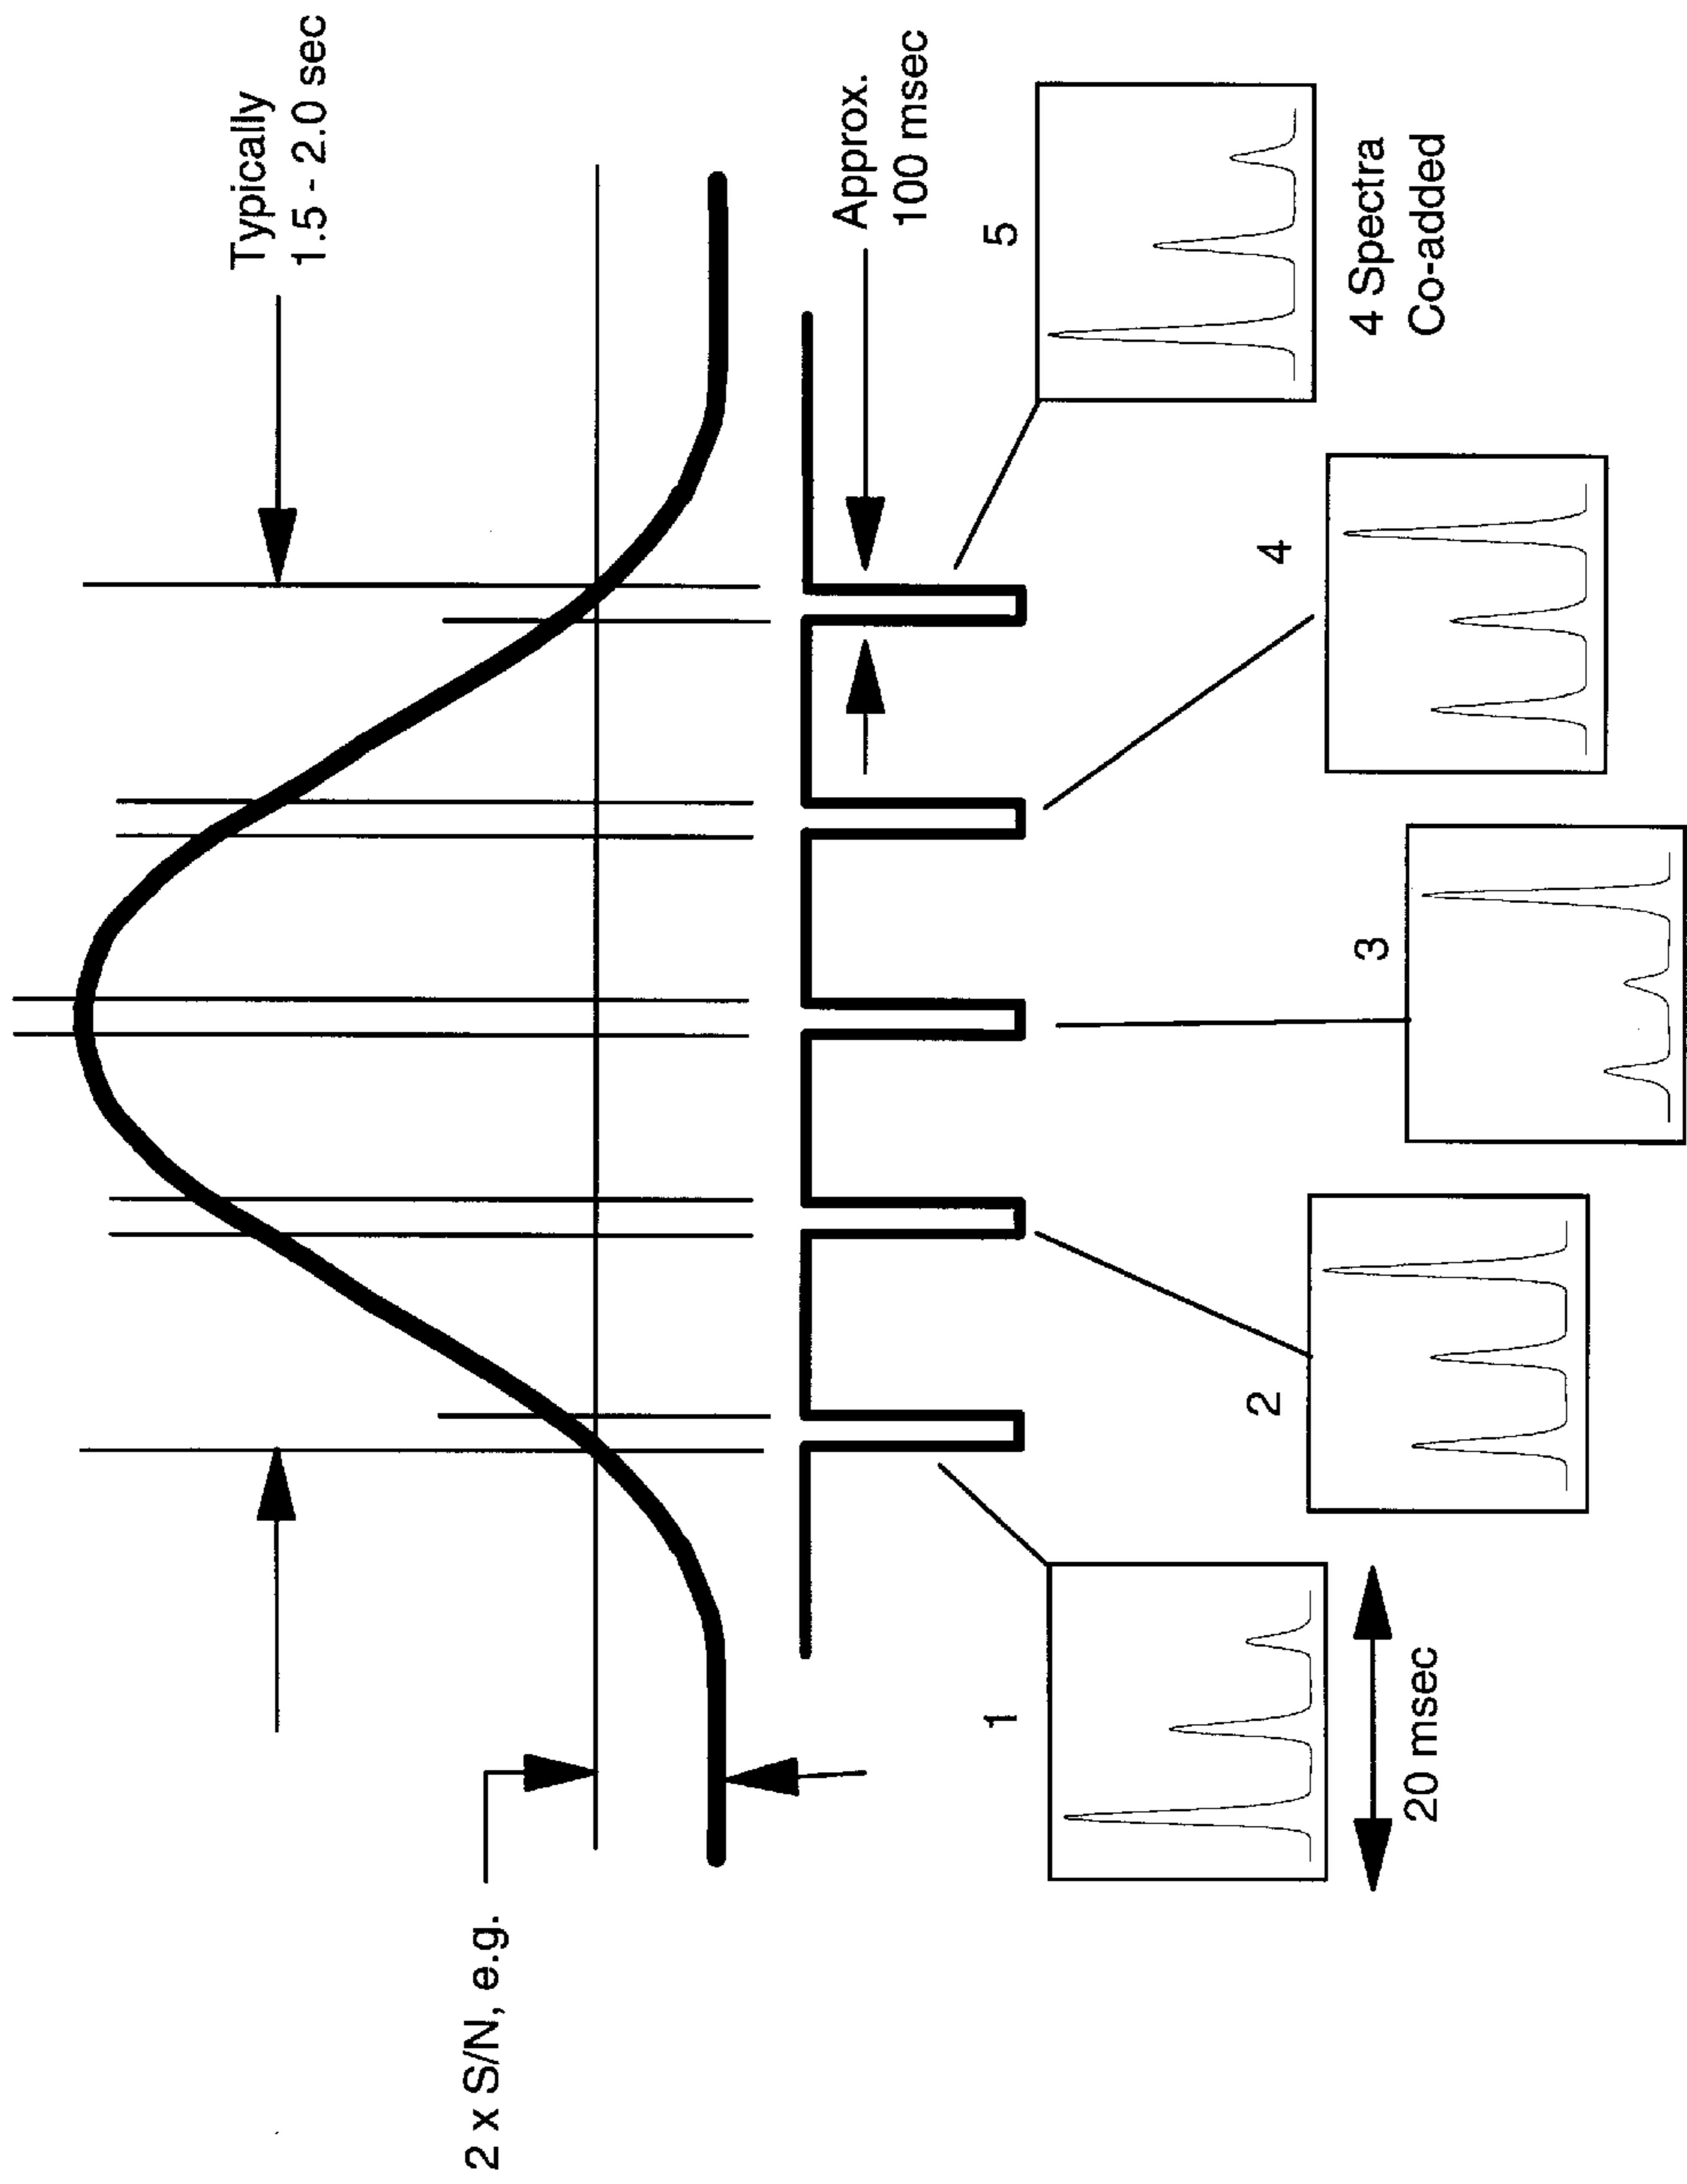 Typically
1.5 - 2.0 sec
2 x S/N, e.g.
Approx.
100 msec
1
2
3
4
5
20 msec
4 Spectra
Co-added